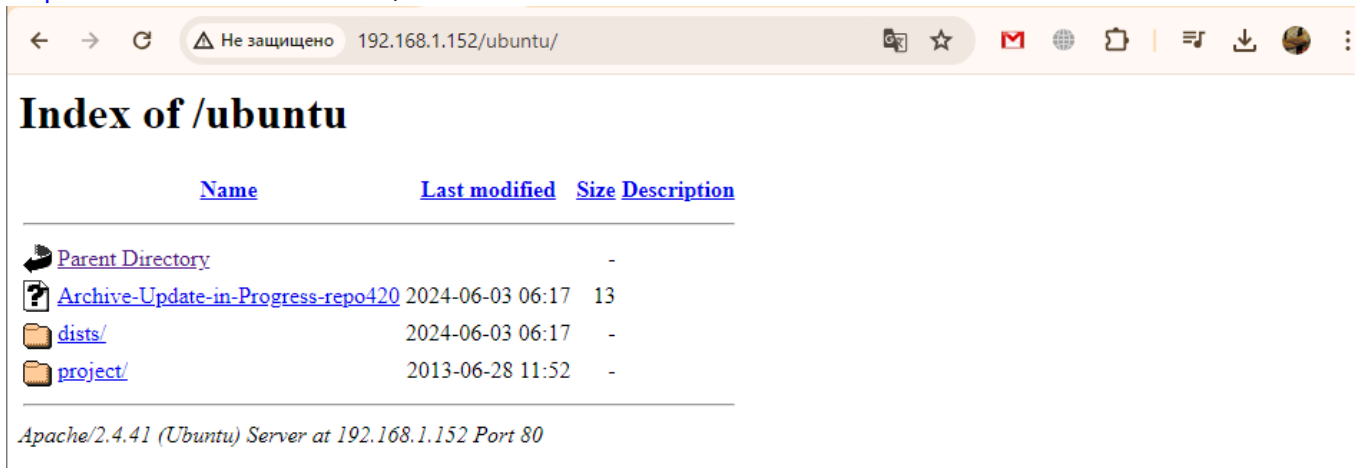 Не защищено 192.168.1.152/ubuntu/
Index of /ubuntu
Name Last modified Size Description
Parent Directory -
Archive-Update-in-Progress-repo420 2024-06-03 06:17 13
dists/ 2024-06-03 06:17 -
project/ 2013-06-28 11:52 -
Apache/2.4.41 (Ubuntu) Server at 192.168.1.152 Port 80